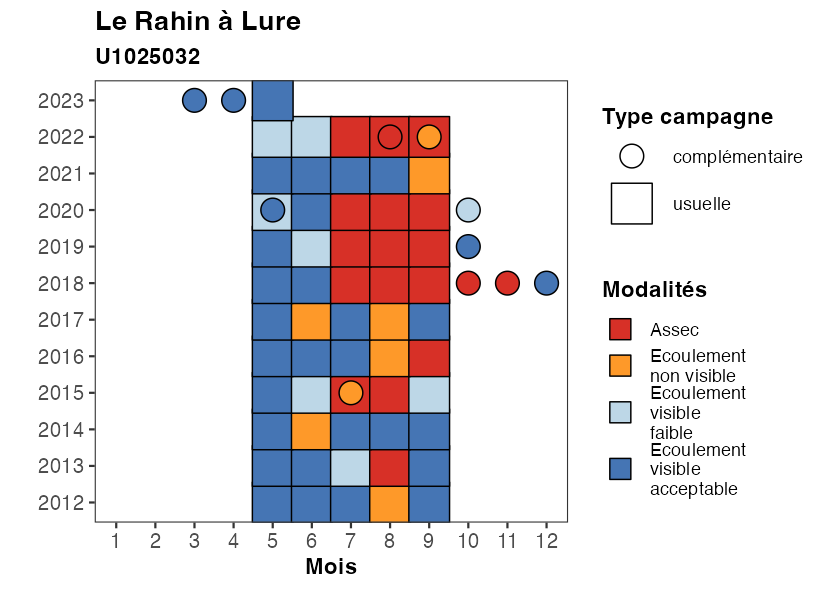 Le Rahin à Lure
U1025032
2023
2022
2021
2020
2019
2018
2017
2016
2015
2014
2013
2012
1 2 3 4 5 6 7 8 9 10 11 12
Mois
Type campagne
complémentaire
usuelle
Modalités
Assec
Ecoulement
non visible
Ecoulement
visible
faible
Ecoulement
visible
acceptable